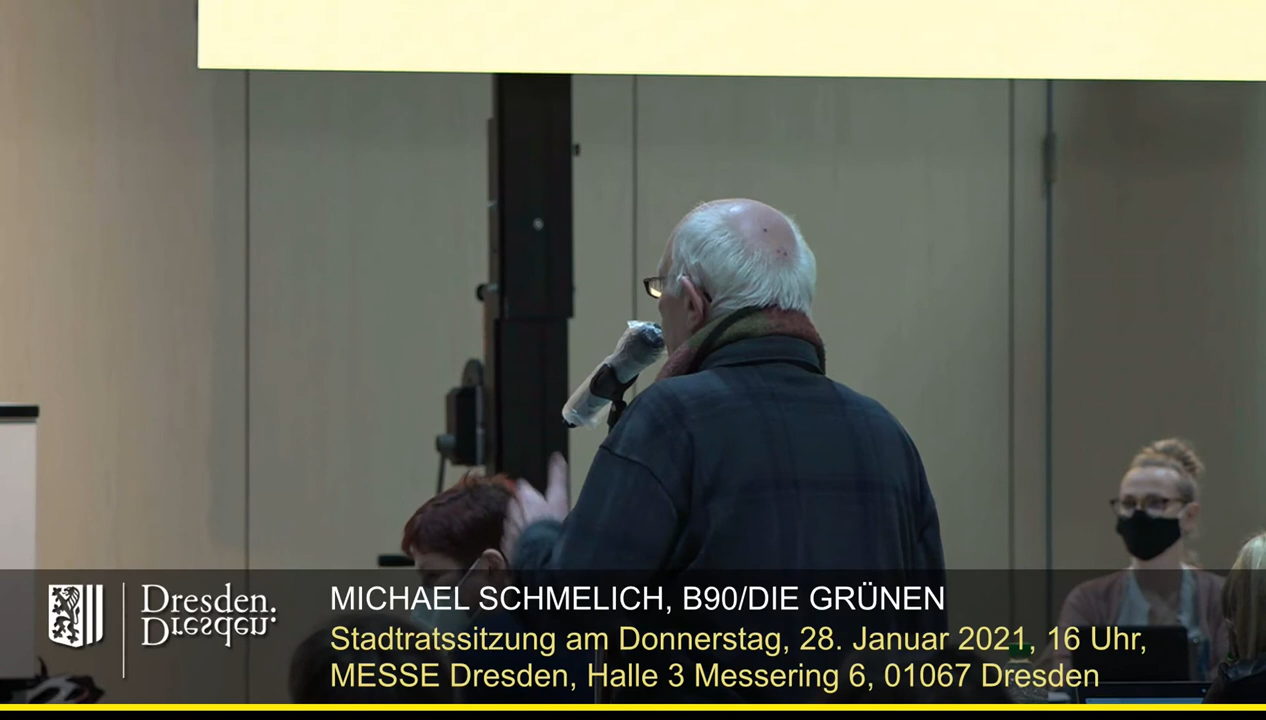 Dresden.
Dresden.
MICHAEL SCHMELICH, B90/DIE GRÜNEN
Stadtratssitzung am Donnerstag, 28. Januar 2021, 16 Uhr,
MESSE Dresden, Halle 3 Messering 6, 01067 Dresden